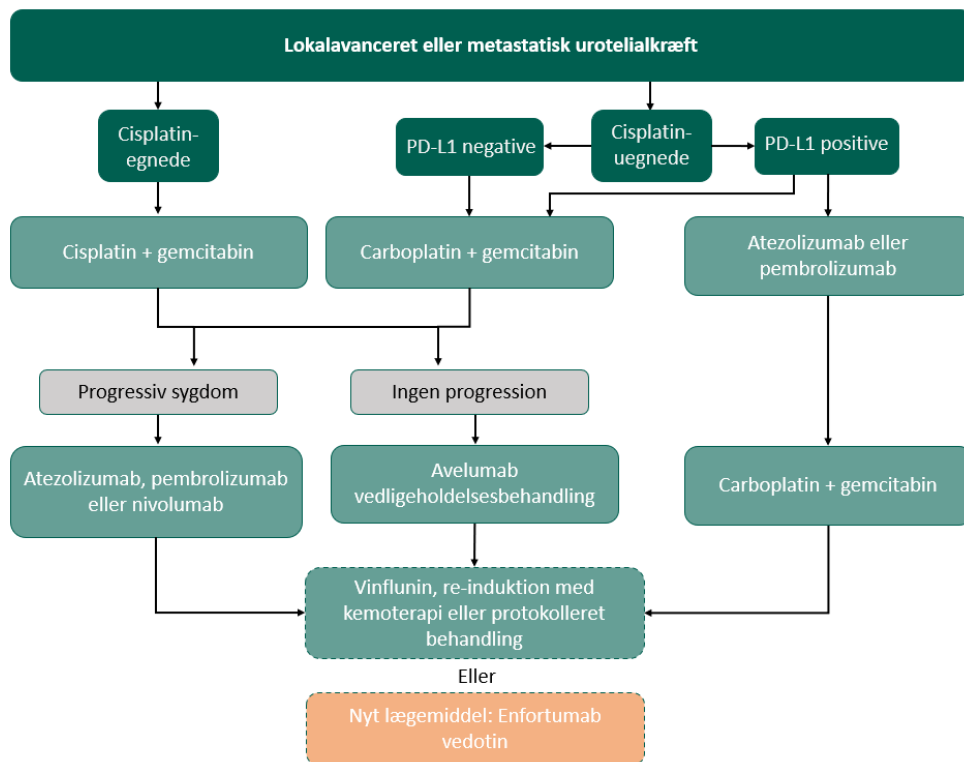 Lokalavanceret eller metastatisk urotelialkræft
Cisplatin-
egnede
PD-L1 negative
Cisplatin-
uegnede
PD-L1 positive
Cisplatin + gemcitabin
Carboplatin + gemcitabin
Atezolizumab eller
pembrolizumab
Progressiv sygdom
Ingen progression
Atezolizumab, pembrolizumab
eller nivolumab
Avelumab
vedligeholdelsesbehandling
Carboplatin + gemcitabin
Vinflunin, re-induktion med
kemoterapi eller protokolleret
behandling
Eller
Nyt lægemiddel: Enfortumab
vedotin